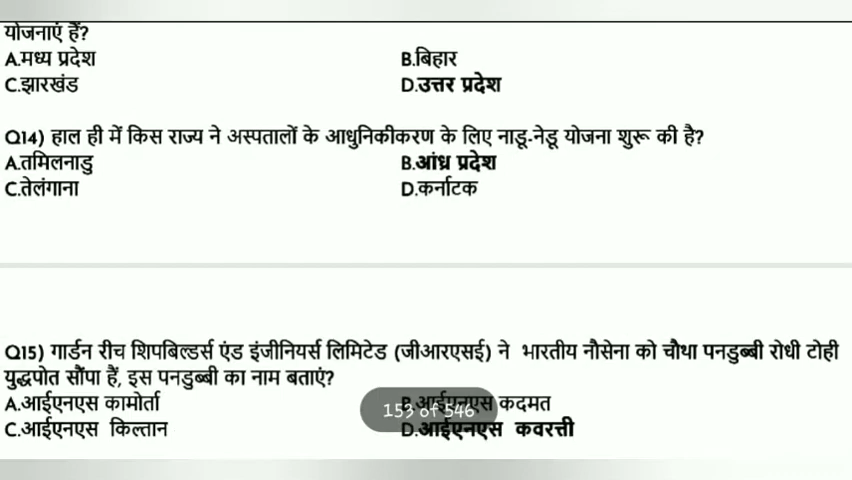 योजनाएं हैं?
A.मध्य प्रदेश B.बिहार
C.झारखंड D.उत्तर प्रदेश
Q14) हाल ही में किस राज्य ने अस्पतालों के आधुनिकीकरण के लिए नाडू-नेडू योजना शुरू की है?
A.तमिलनाडु B.आंध्र प्रदेश
C.तेलंगाना D.कर्नाटक
Q15) गार्डन रीच शिपबिल्डर्स एंड इंजीनियर्स लिमिटेड (जीआरएसई) ने भारतीय नौसेना को चौथा पनडुब्बी रोधी टोही
युद्धपोत सौंपा हैं, इस पनडुब्बी का नाम बताएं?
A.आईएनएस कामोर्ता B.आईएनएस कदमत
153 of 546
C.आईएनएस किल्तान D.आईएनएस कवरत्ती